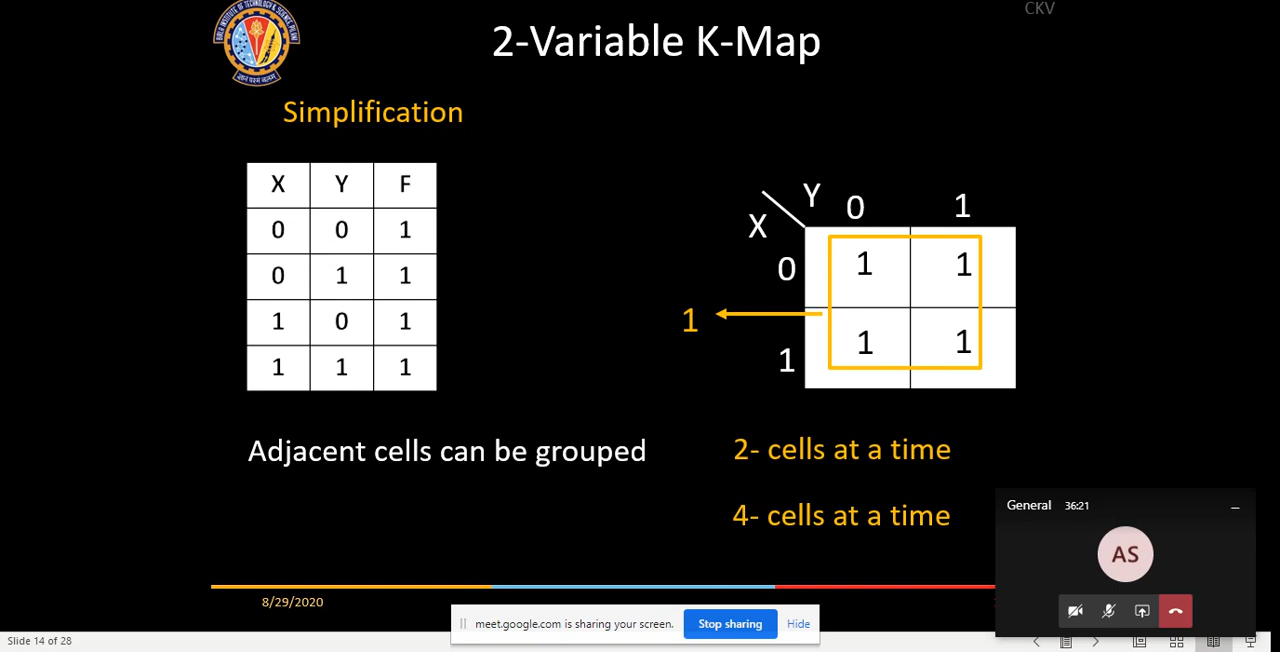 CKV
2-Variable K-Map
Simplification
X Y F
0 0 1
0 1 1
1 0 1
1 1 1
Y 0 1
X
0 1 1
1
1 1 1
Adjacent cells can be grouped
2- cells at a time
4- cells at a time
General 36:21
AS
8/29/2020
meet.google.com is sharing your screen. Stop sharing Hide
Slide 14 of 28